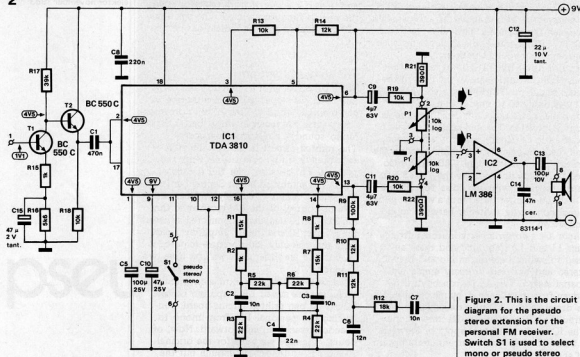 2
9V
R13
10k
R14
12k
C12
22 µ
10 V
tant.
C8
220n
R17
39k
R21
390Ω
18
3
5
6
C9
4µ7
63V
R19
10k
L
BC 550 C
T2
4V5
4V5
4V5
C1
470n
2
17
IC1
TDA 3810
P1
10k
log
1
T1
1V1
BC
550 C
R
P1'
10k
log
R15
1k
IC2
LM 386
C13
100µ
10V
C15
47 µ
2 V
tant.
R16
5k6
R18
10k
4V5
9V
4V5
4V5
1
9
11
10
12
16
14
13
C11
4µ7
63V
R20
10k
R22
390Ω
R9
100k
C14
47n
cer.
83114-1
R1
15k
R8
1k
R2
1k
R7
15k
R10
12k
R11
12k
C5
100µ
25V
C10
47µ
25V
S1
pseudo
stereo/
mono
R5
22k
R6
22k
C2
10n
C3
10n
R3
22k
C4
22n
R4
22k
C6
12n
R12
18k
C7
10n
Figure 2. This is the circuit
diagram for the pseudo
stereo extension for the
personal FM receiver.
Switch S1 is used to select
mono or pseudo stereo